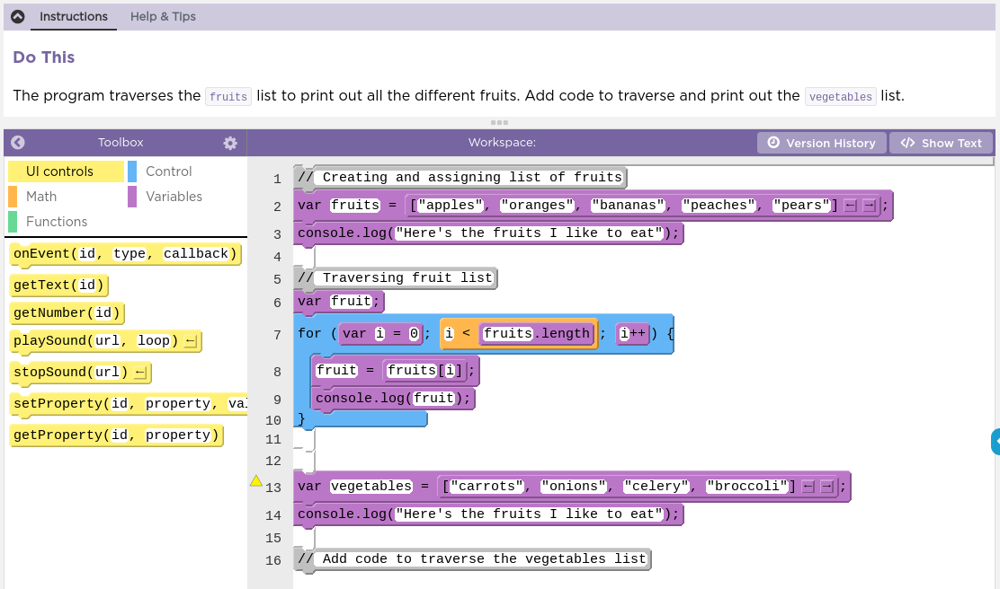 Instructions Help & Tips
Do This
The program traverses the fruits list to print out all the different fruits. Add code to traverse and print out the vegetables list.
Toolbox Workspace: Version History </> Show Text
UI controls Control
Math Variables
Functions
onEvent(id, type, callback)
getText(id)
getNumber(id)
playSound(url, loop) ←
stopSound(url) ←
setProperty(id, property, val
getProperty(id, property)
1 // Creating and assigning list of fruits
2 var fruits = ["apples", "oranges", "bananas", "peaches", "pears"] ← → ;
3 console.log("Here's the fruits I like to eat");
4
5 // Traversing fruit list
6 var fruit;
7 for (var i = 0; i < fruits.length ; i++) {
8 fruit = fruits[i];
9 console.log(fruit);
10 }
11
12
13 var vegetables = ["carrots", "onions", "celery", "broccoli"] ← → ;
14 console.log("Here's the fruits I like to eat");
15
16 // Add code to traverse the vegetables list